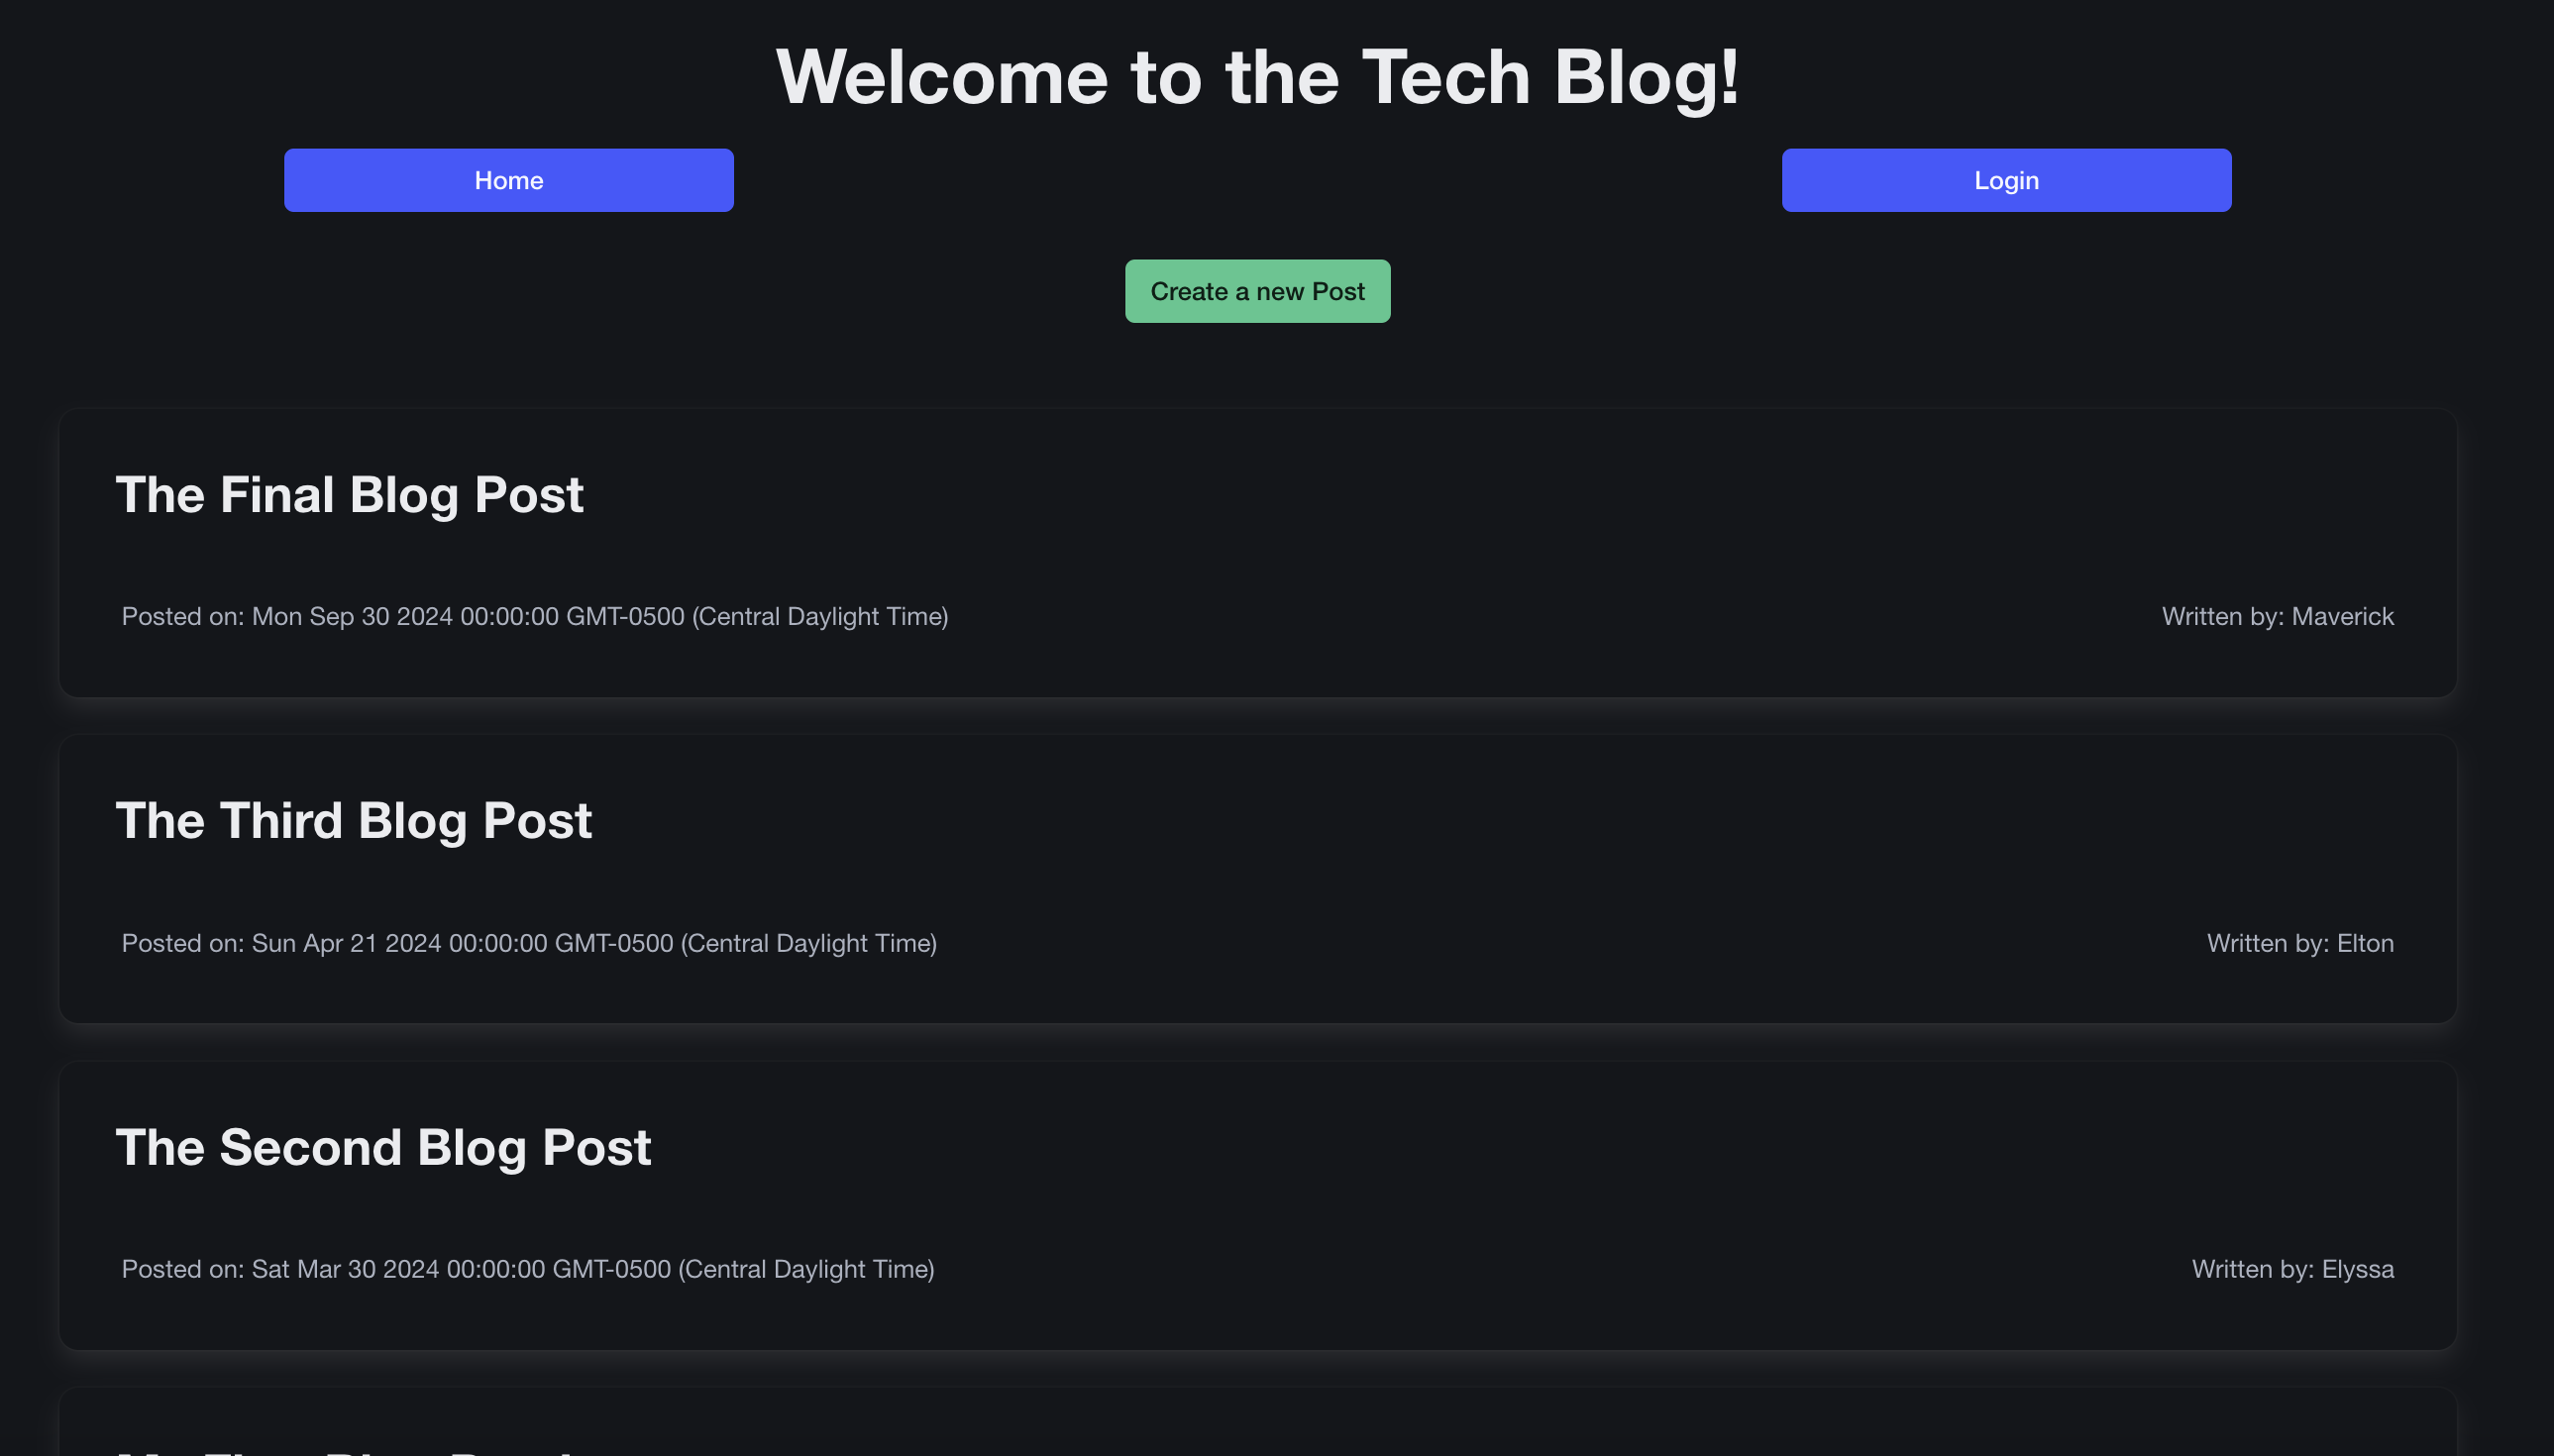 Welcome to the Tech Blog!
Home
Login
Create a new Post
The Final Blog Post
Posted on: Mon Sep 30 2024 00:00:00 GMT-0500 (Central Daylight Time)
Written by: Maverick
The Third Blog Post
Posted on: Sun Apr 21 2024 00:00:00 GMT-0500 (Central Daylight Time)
Written by: Elton
The Second Blog Post
Posted on: Sat Mar 30 2024 00:00:00 GMT-0500 (Central Daylight Time)
Written by: Elyssa